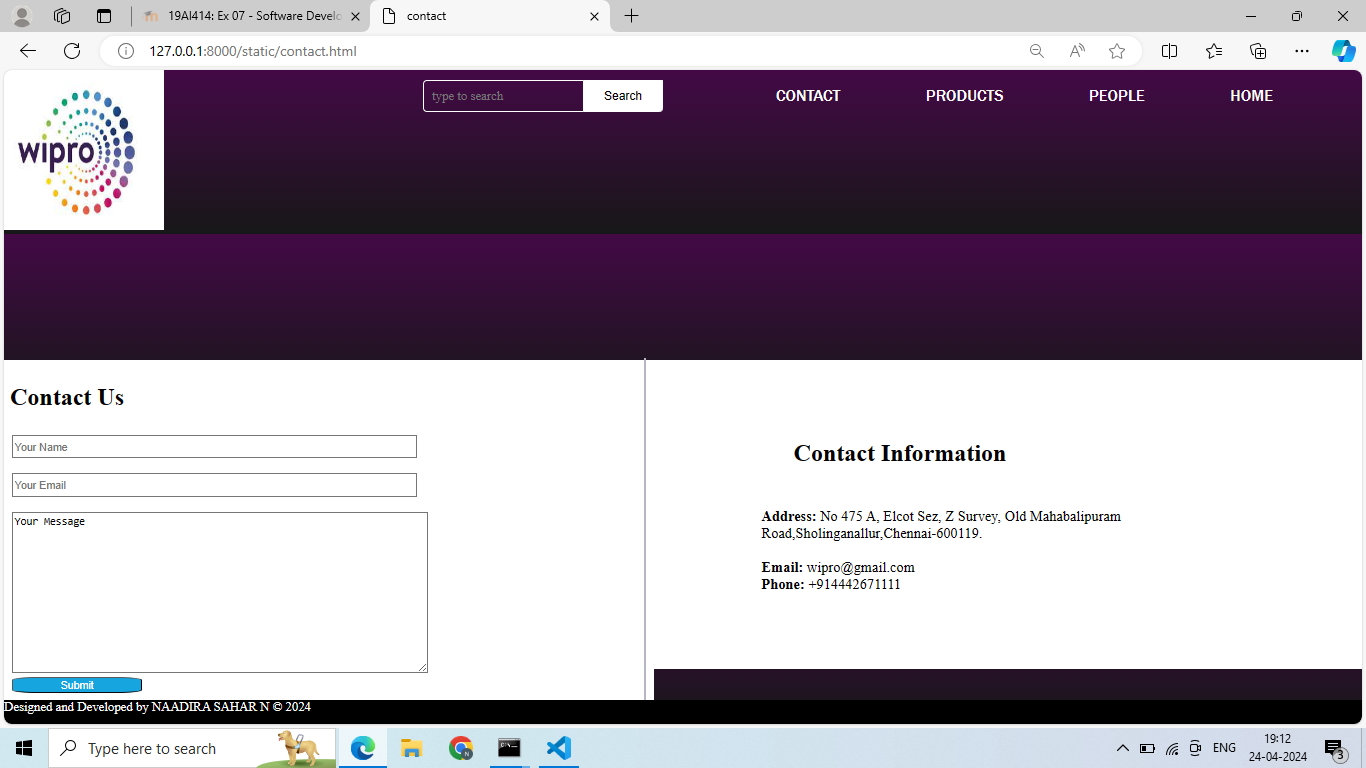 19AI414: Ex 07 - Software Develo
contact
127.0.0.1:8000/static/contact.html
wipro
type to search
Search
CONTACT
PRODUCTS
PEOPLE
HOME
Contact Us
Your Name
Your Email
Your Message
Submit
Contact Information
Address: No 475 A, Elcot Sez, Z Survey, Old Mahabalipuram
Road,Sholinganallur,Chennai-600119.
Email: wipro@gmail.com
Phone: +914442671111
Designed and Developed by NAADIRA SAHAR N © 2024
Type here to search
ENG
19:12
24-04-2024
3